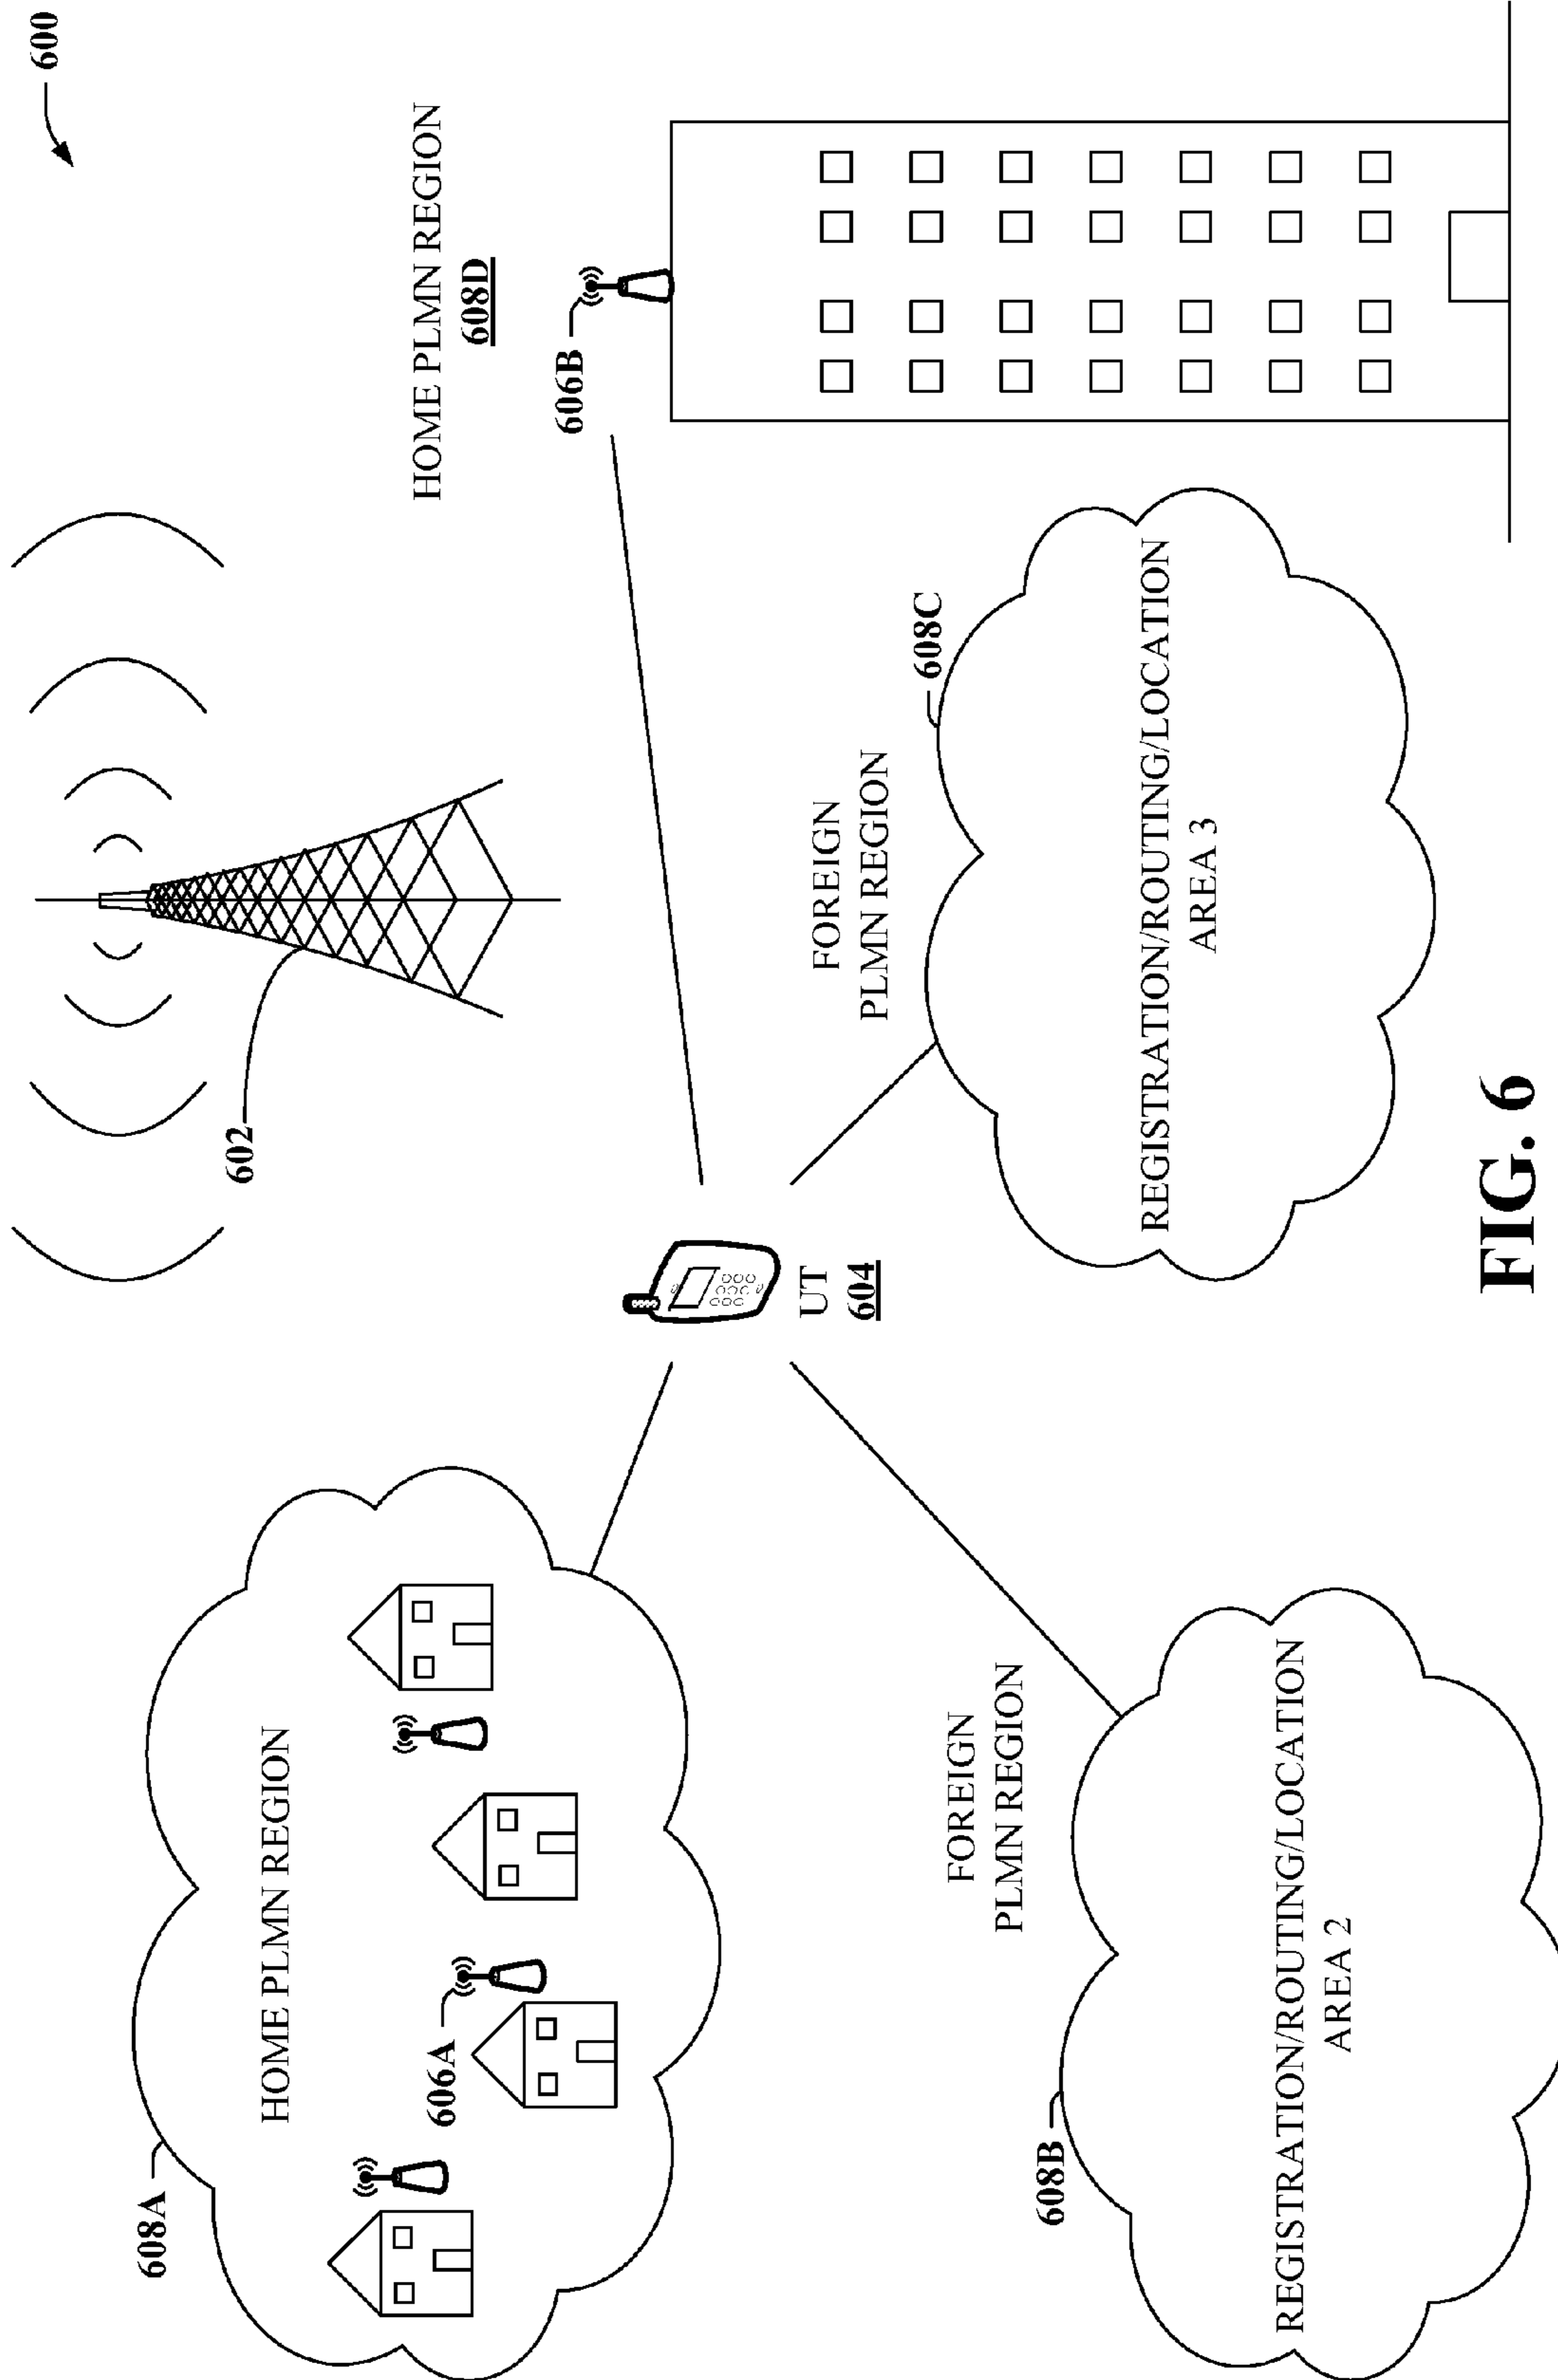 600
602
608A
HOME PLMN REGION
606A
HOME PLMN REGION
608D
606B
UT
604
FOREIGN
PLMN REGION
608C
REGISTRATION/ROUTING/LOCATION
AREA 3
FOREIGN
PLMN REGION
608B
REGISTRATION/ROUTING/LOCATION
AREA 2
FIG. 6